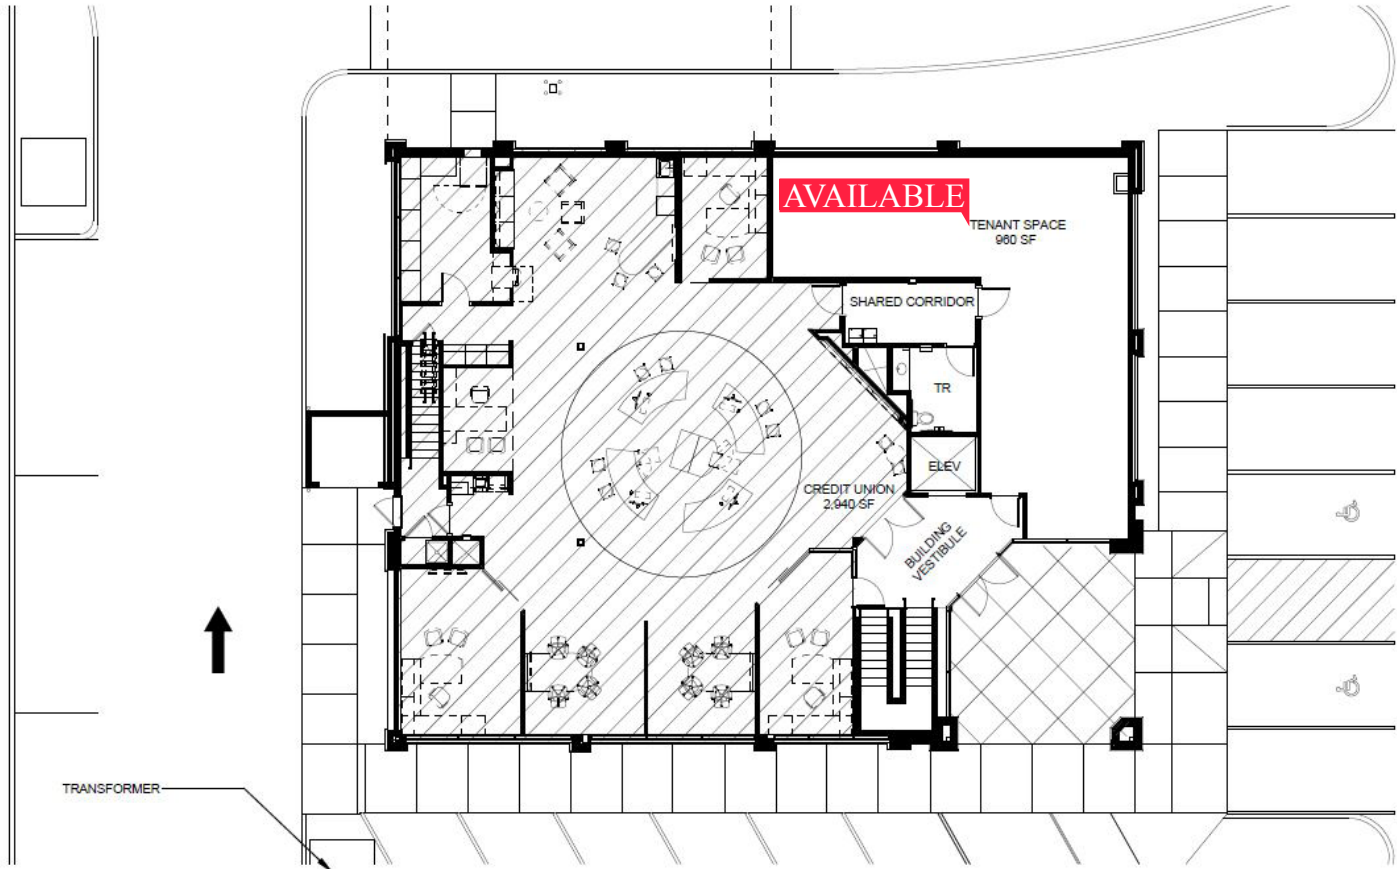 AVAILABLE
TENANT SPACE
960 SF
SHARED CORRIDOR
TR
ELEV
CREDIT UNION
2,940 SF
BUILDING
VESTIBULE
TRANSFORMER